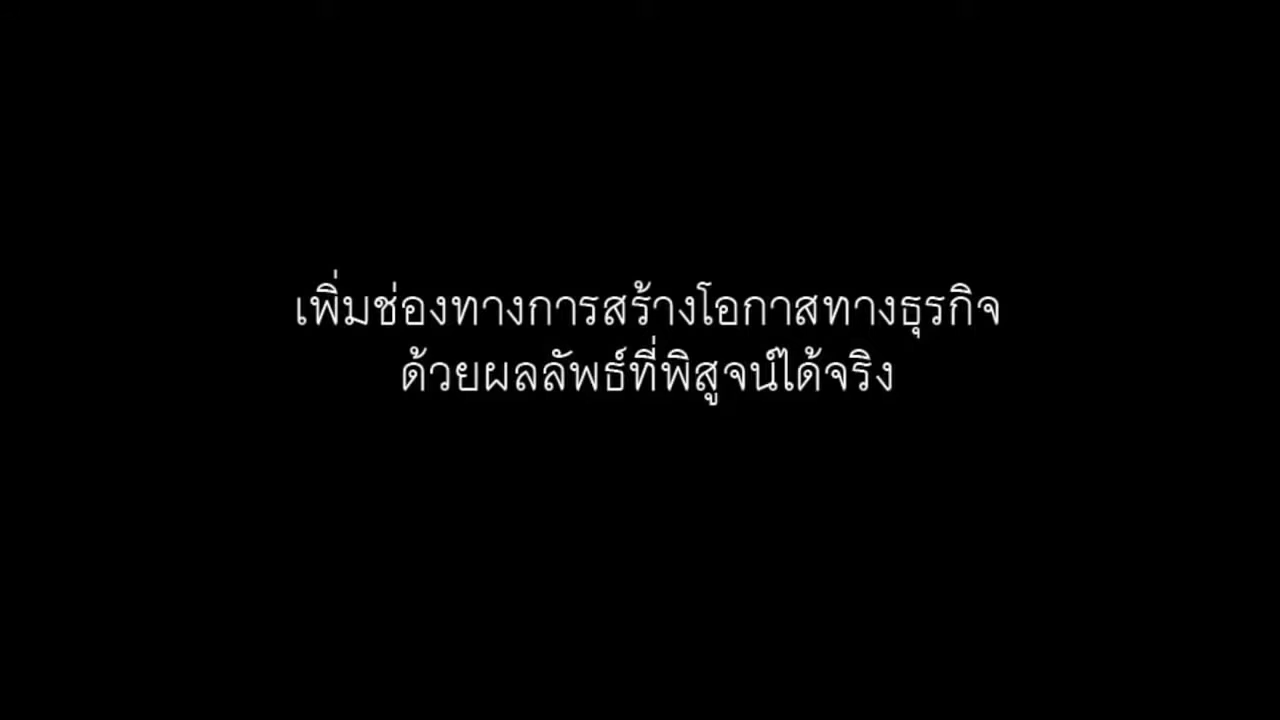 เพิ่มช่องทางการสร้างโอกาสทางธุรกิจ
ด้วยผลลัพธ์ที่พิสูจน์ได้จริง